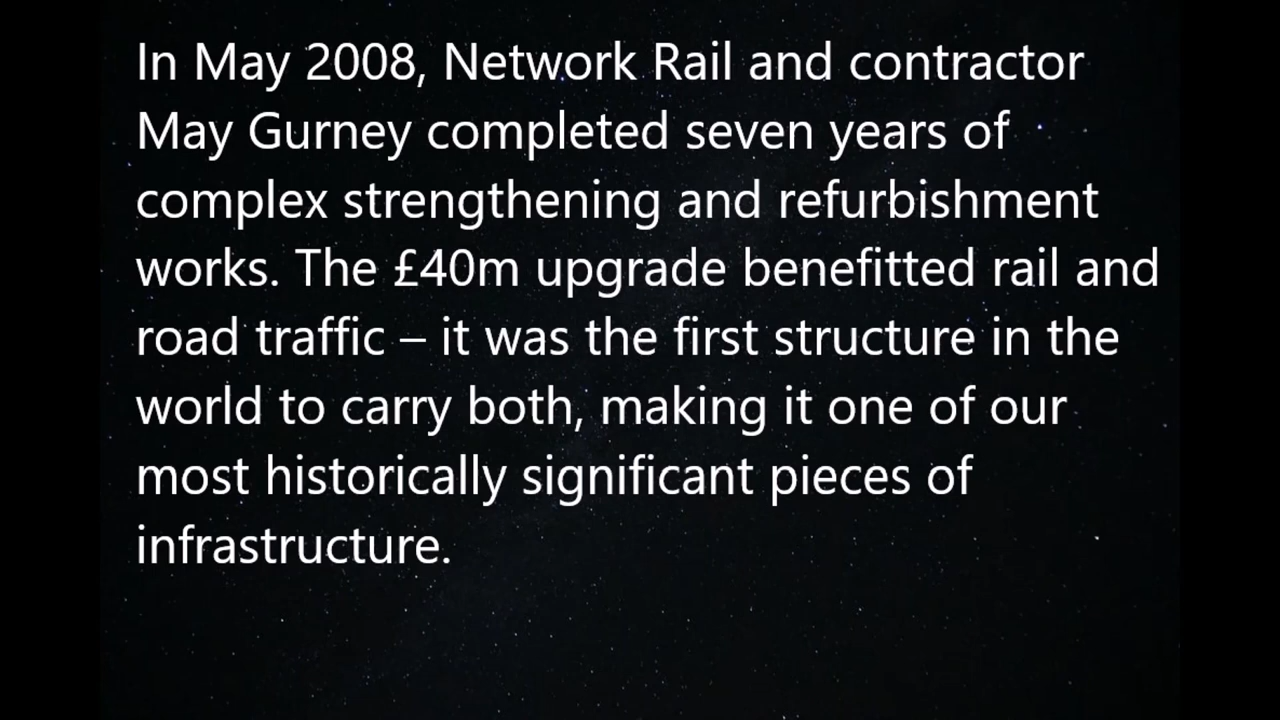 In May 2008, Network Rail and contractor
May Gurney completed seven years of
complex strengthening and refurbishment
works. The £40m upgrade benefitted rail and
road traffic – it was the first structure in the
world to carry both, making it one of our
most historically significant pieces of
infrastructure.